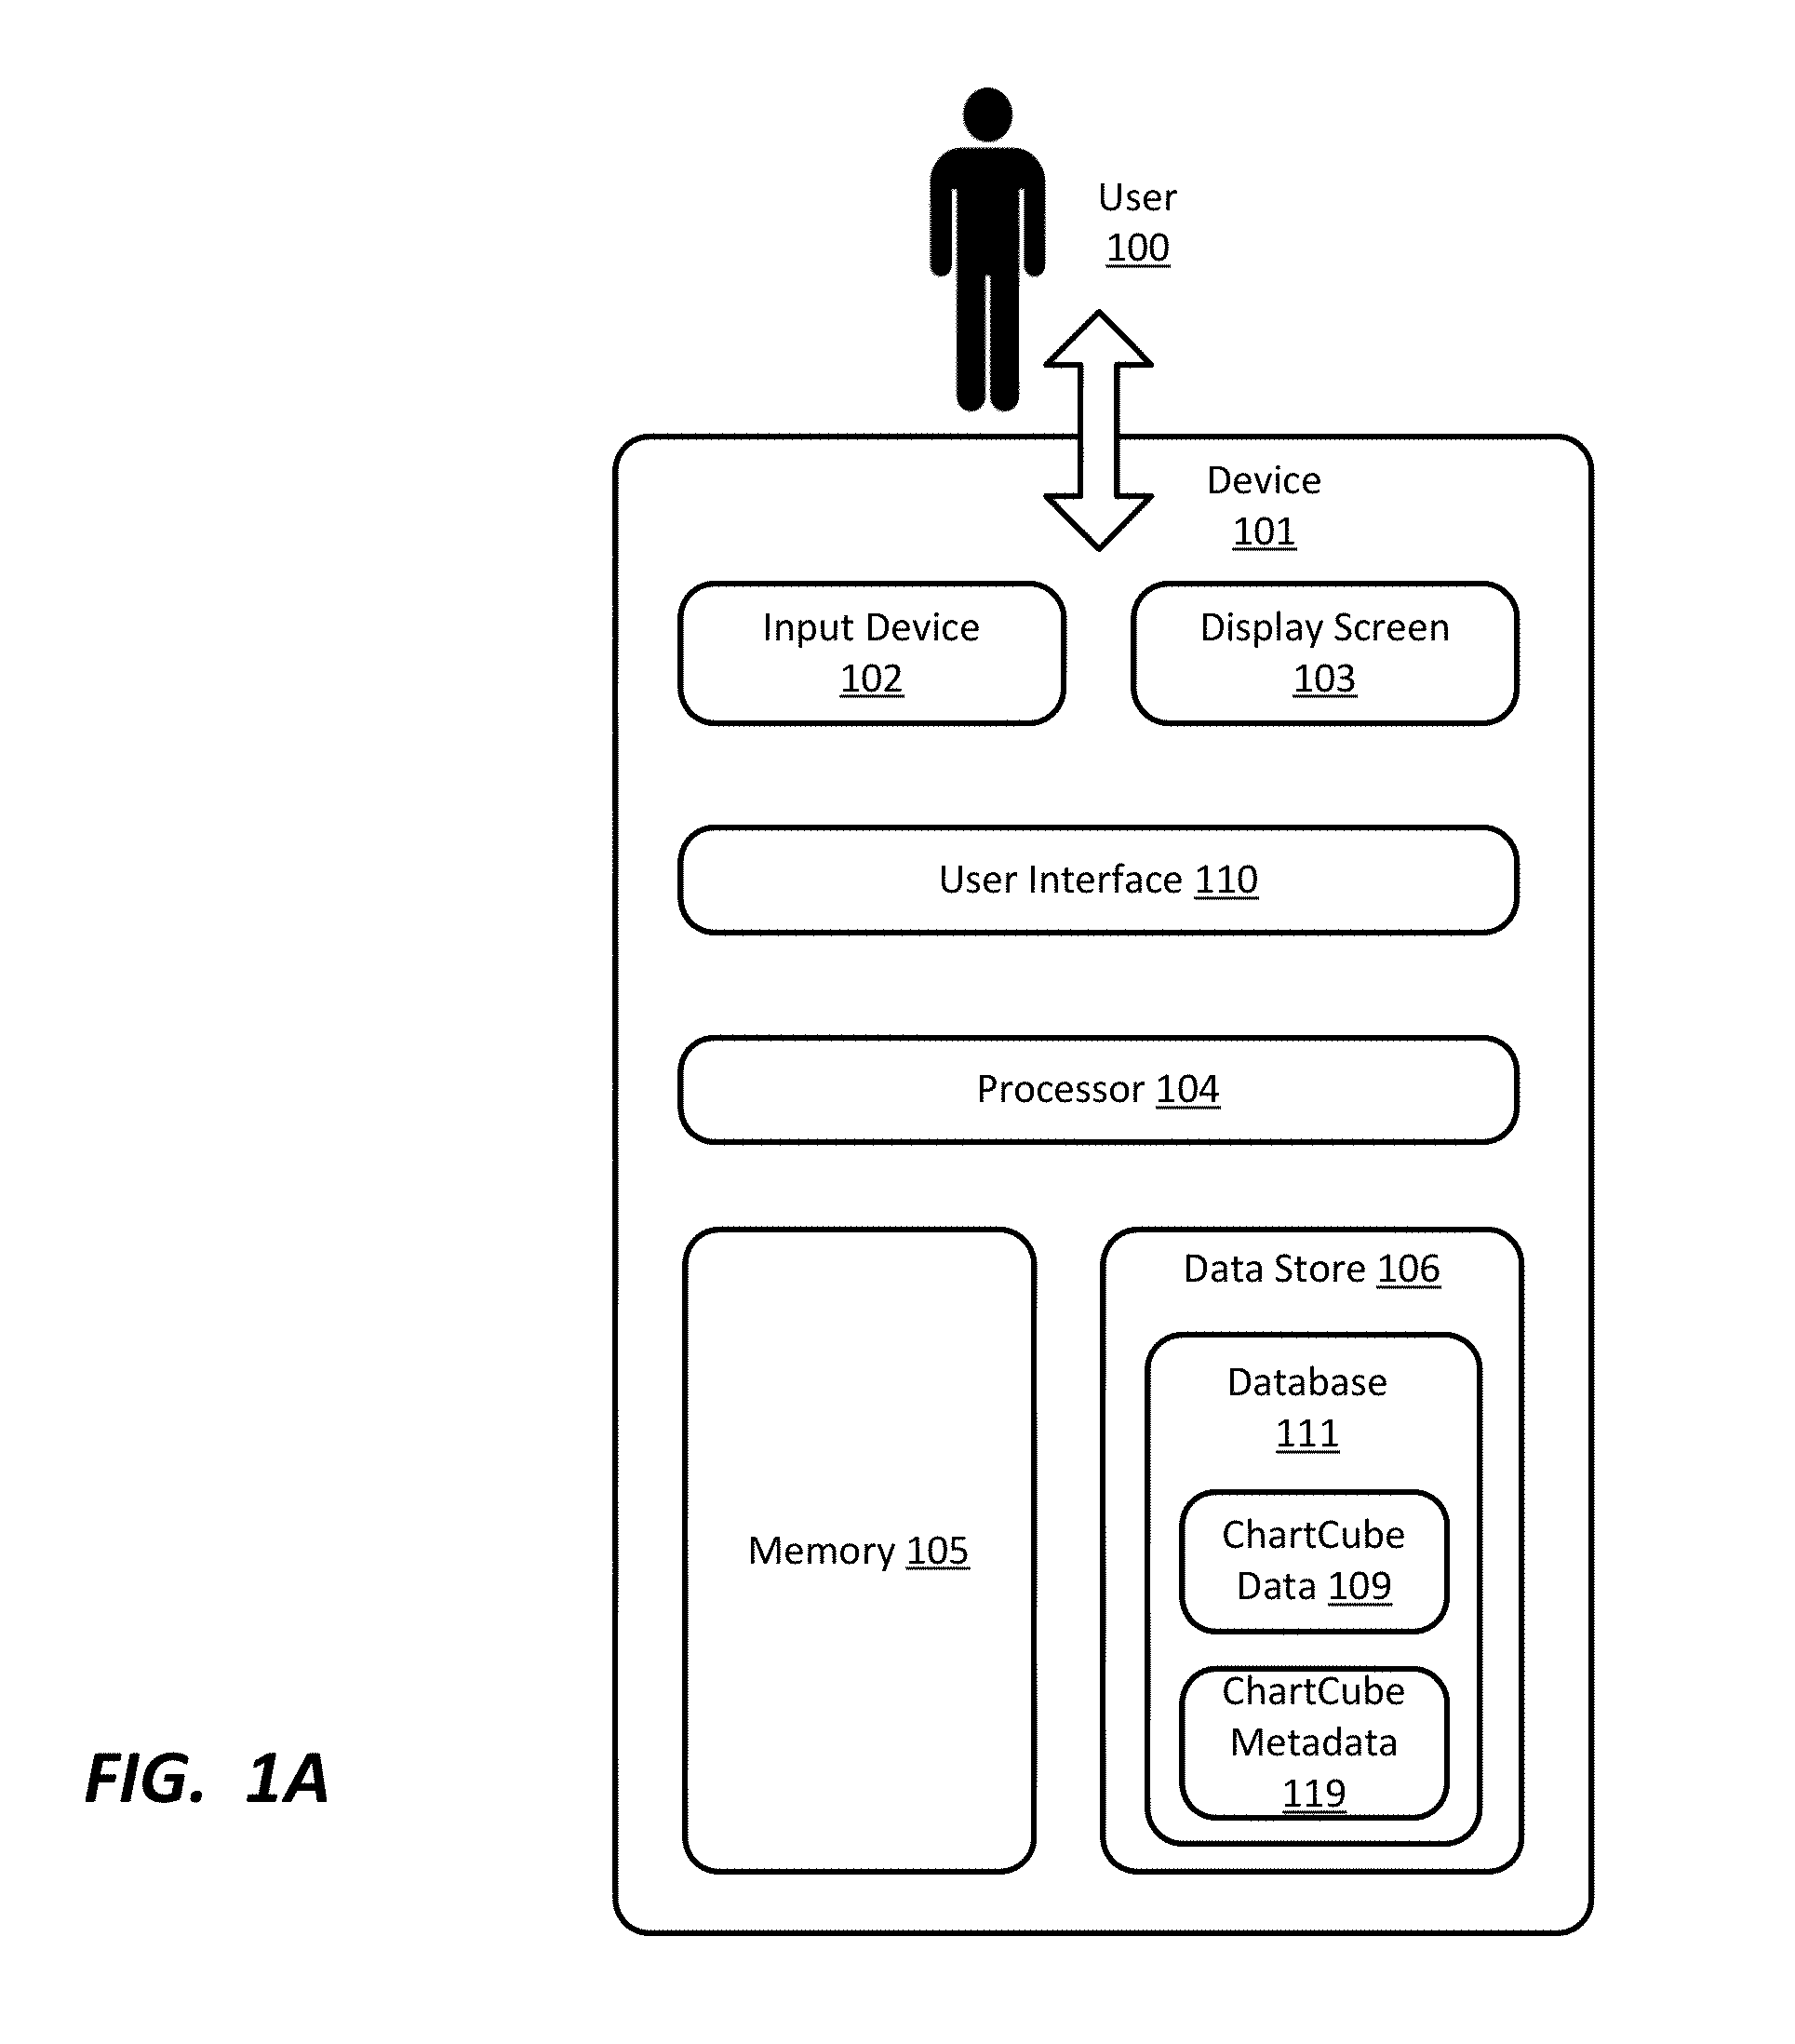 User
100
Device
101
Input Device
102
Display Screen
103
User Interface 110
Processor 104
Memory 105
Data Store 106
Database
111
ChartCube
Data 109
ChartCube
Metadata
119
FIG. 1A